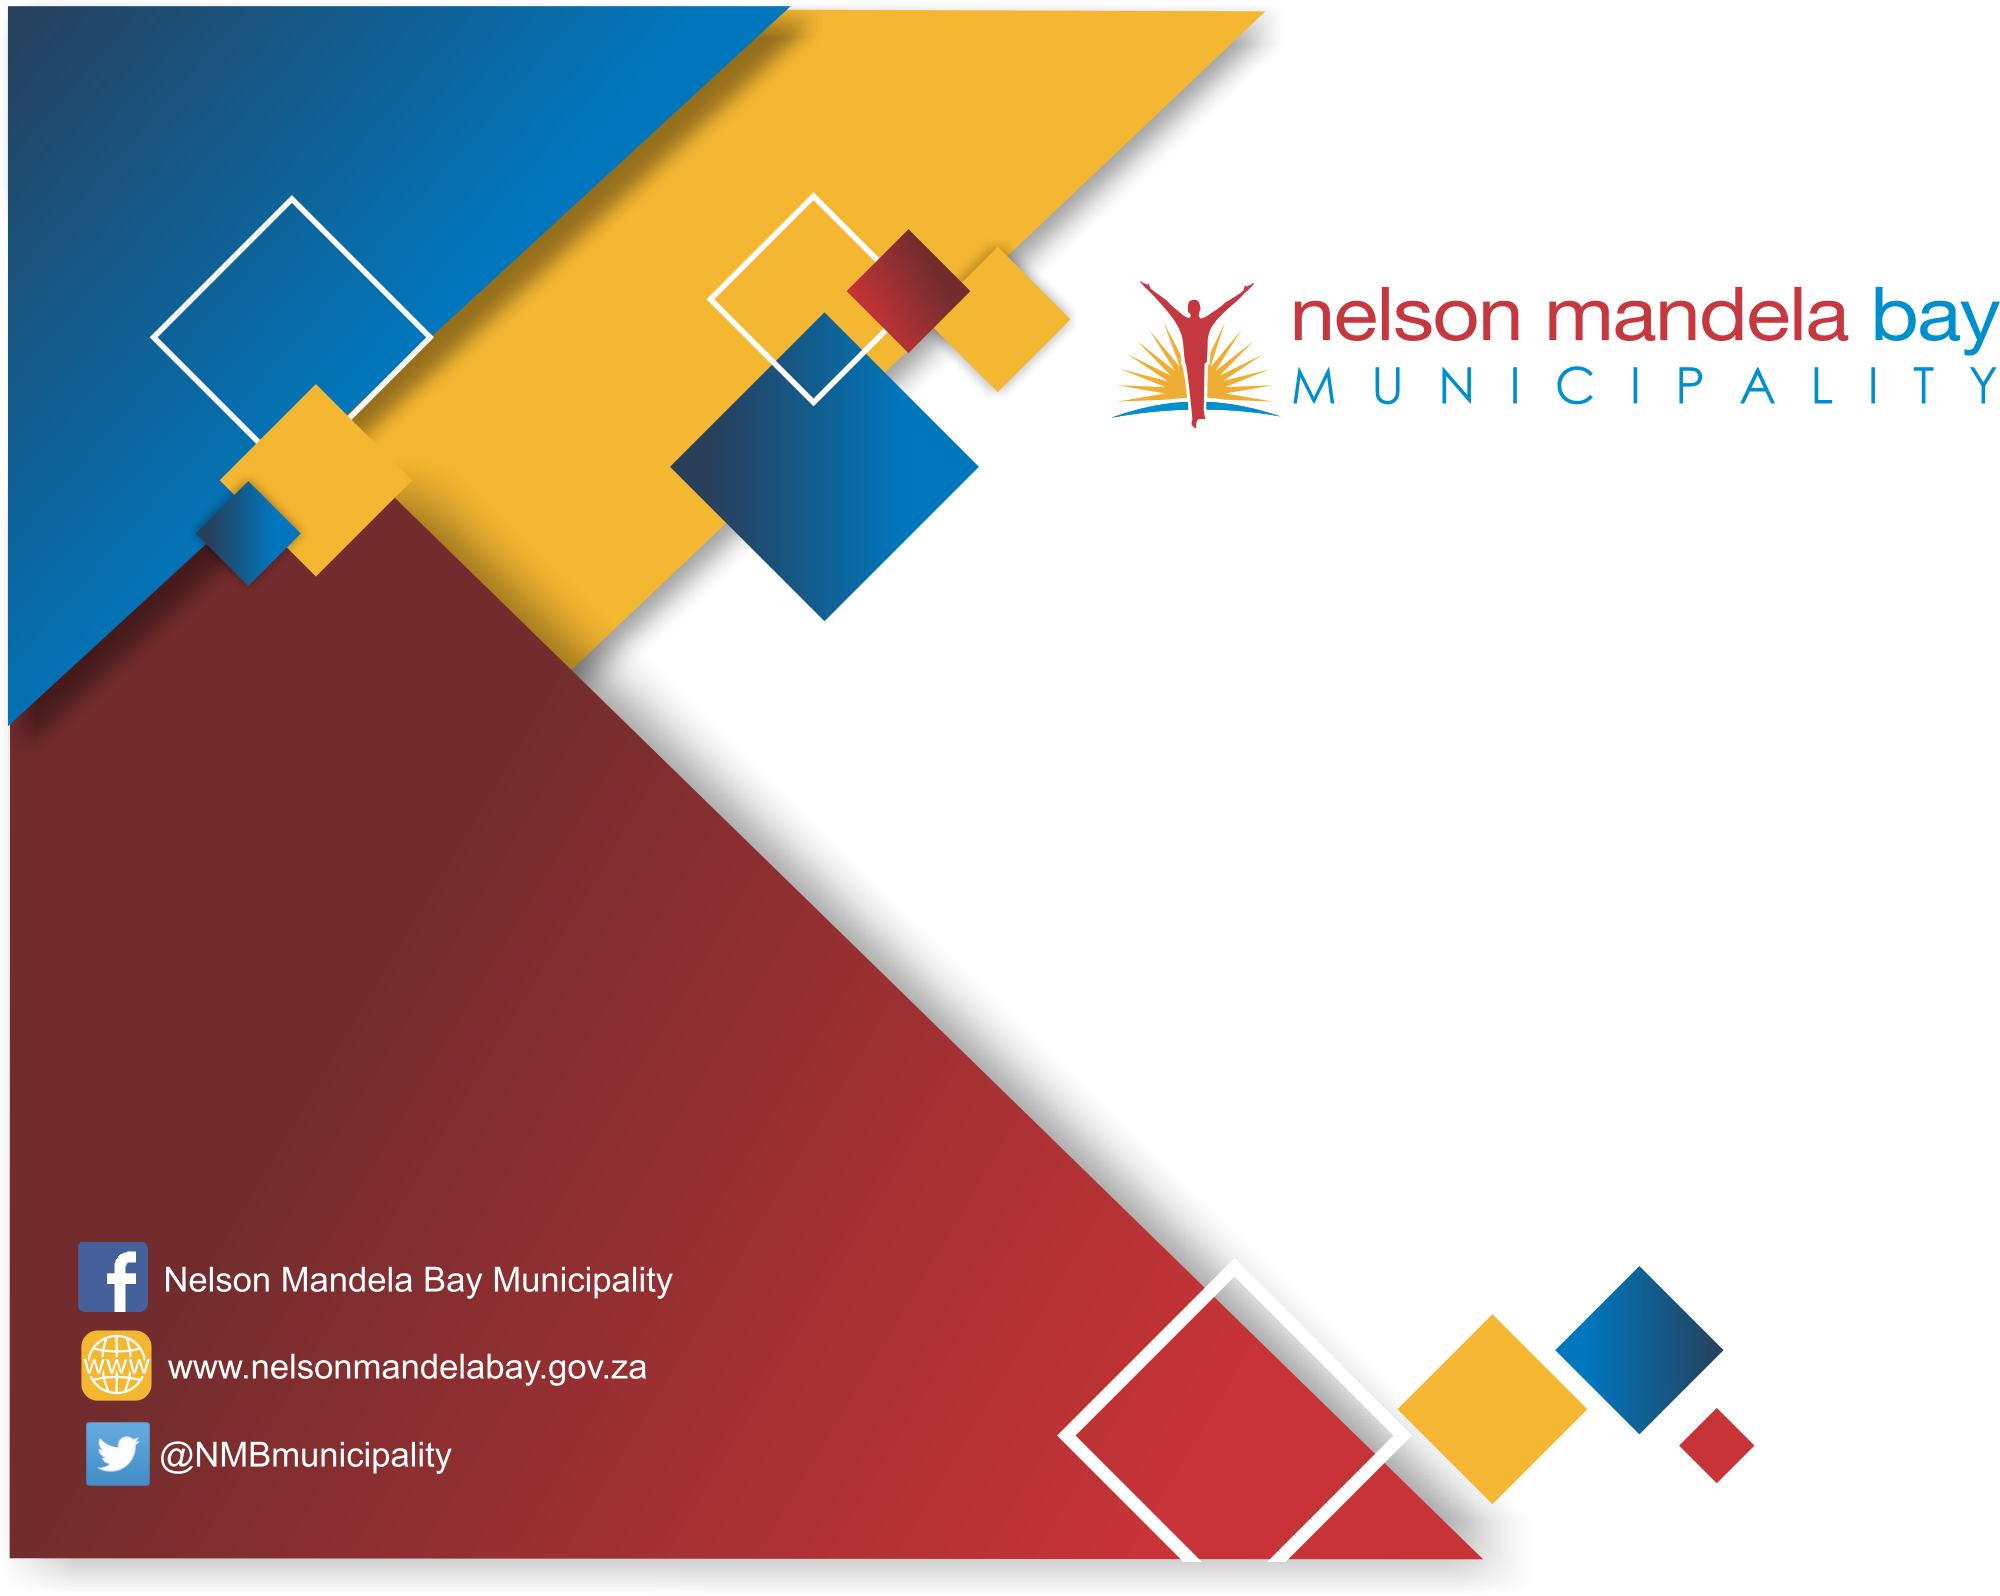 nelson mandela bay
MUNICIPALITY
Nelson Mandela Bay Municipality
www
www.nelsonmandelabay.gov.za
@NMBmunicipality